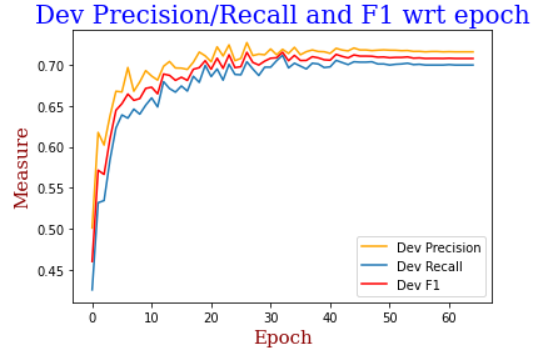 Dev Precision/Recall and F1 wrt epoch
Measure
0.70
0.65
0.60
0.55
0.50
0.45
0 10 20 30 40 50 60
Epoch
Dev Precision
Dev Recall
Dev F1